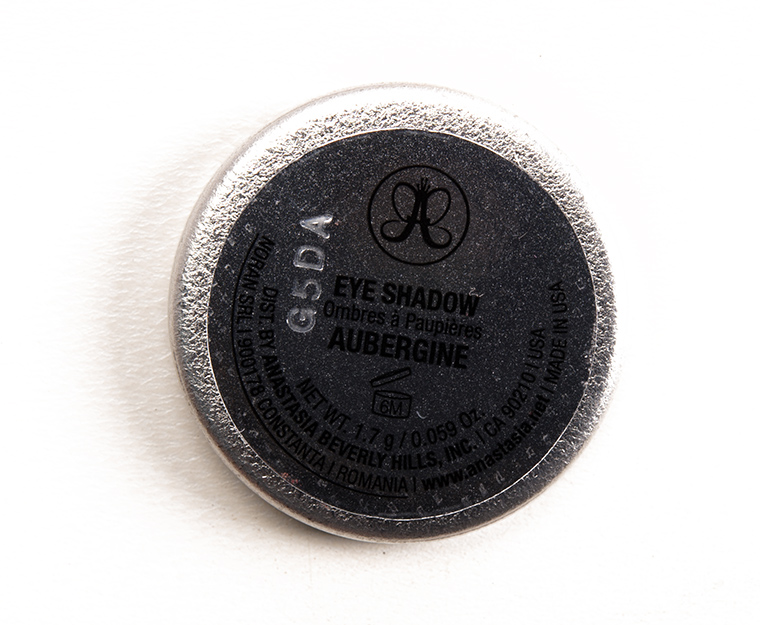 G5DA
EYE SHADOW
Ombres à Paupières
AUBERGINE
6M
NET WT. 1.7 g / 0.059 Oz.
DIST. BY ANASTASIA BEVERLY HILLS, INC. | CA 90210 | USA
NORAN SRL | 900178 CONSTANTA | ROMANIA | www.anastasia.net | MADE IN USA